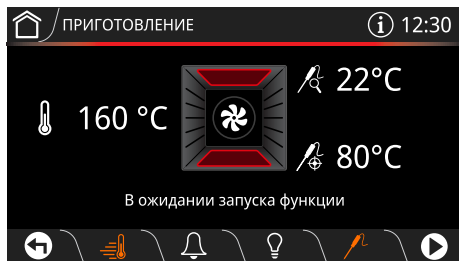 ПРИГОТОВЛЕНИЕ
12:30
160 °C
22°C
80°C
В ожидании запуска функции